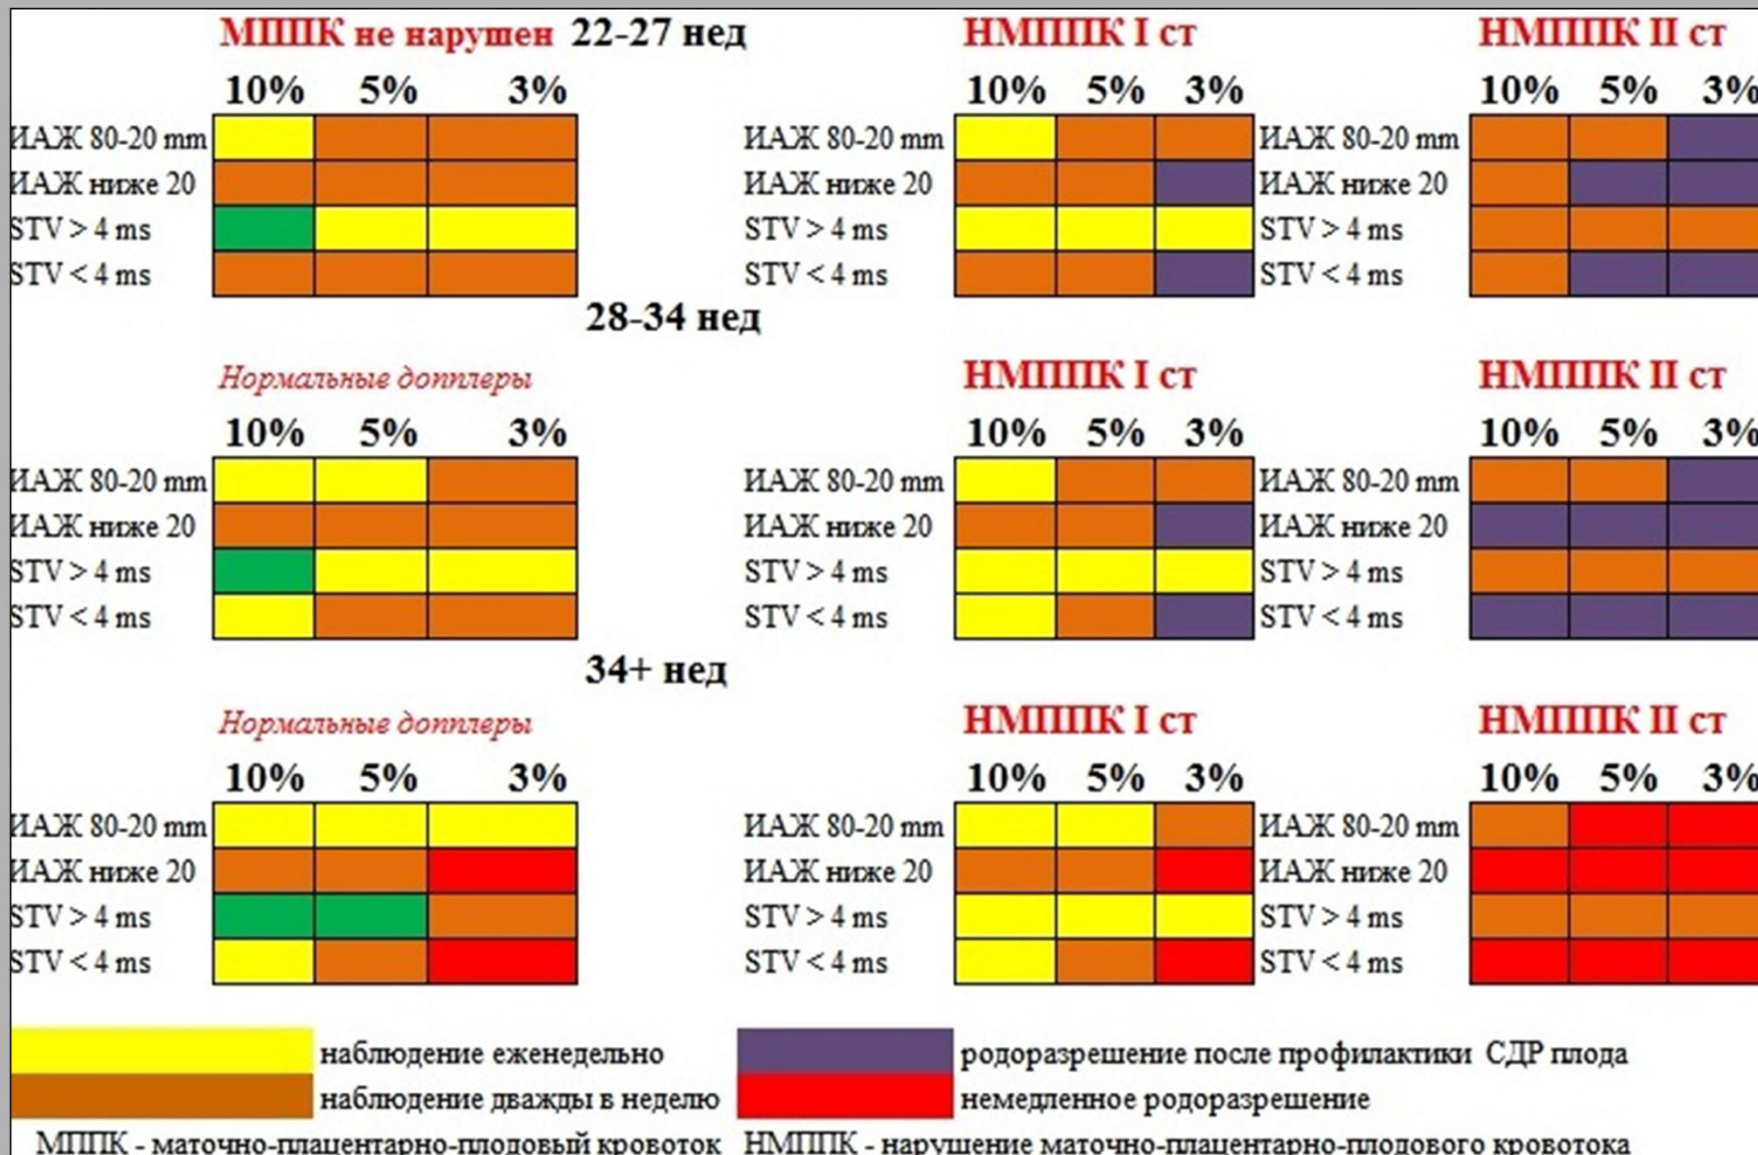 МППК не нарушен 22-27 нед НМППК I ст НМППК II ст
10% 5% 3% 10% 5% 3% 10% 5% 3%
ИАЖ 80-20 mm ИАЖ 80-20 mm ИАЖ 80-20 mm
ИАЖ ниже 20 ИАЖ ниже 20 ИАЖ ниже 20
STV > 4 ms STV > 4 ms STV > 4 ms
STV < 4 ms STV < 4 ms STV < 4 ms
28-34 нед
Нормальные допплеры НМППК I ст НМППК II ст
10% 5% 3% 10% 5% 3% 10% 5% 3%
ИАЖ 80-20 mm ИАЖ 80-20 mm ИАЖ 80-20 mm
ИАЖ ниже 20 ИАЖ ниже 20 ИАЖ ниже 20
STV > 4 ms STV > 4 ms STV > 4 ms
STV < 4 ms STV < 4 ms STV < 4 ms
34+ нед
Нормальные допплеры НМППК I ст НМППК II ст
10% 5% 3% 10% 5% 3% 10% 5% 3%
ИАЖ 80-20 mm ИАЖ 80-20 mm ИАЖ 80-20 mm
ИАЖ ниже 20 ИАЖ ниже 20 ИАЖ ниже 20
STV > 4 ms STV > 4 ms STV > 4 ms
STV < 4 ms STV < 4 ms STV < 4 ms
наблюдение еженедельно родоразрешение после профилактики СДР плода
наблюдение дважды в неделю немедленное родоразрешение
МППК - маточно-плацентарно-плодовый кровоток НМППК - нарушение маточно-плацентарно-плодового кровотока